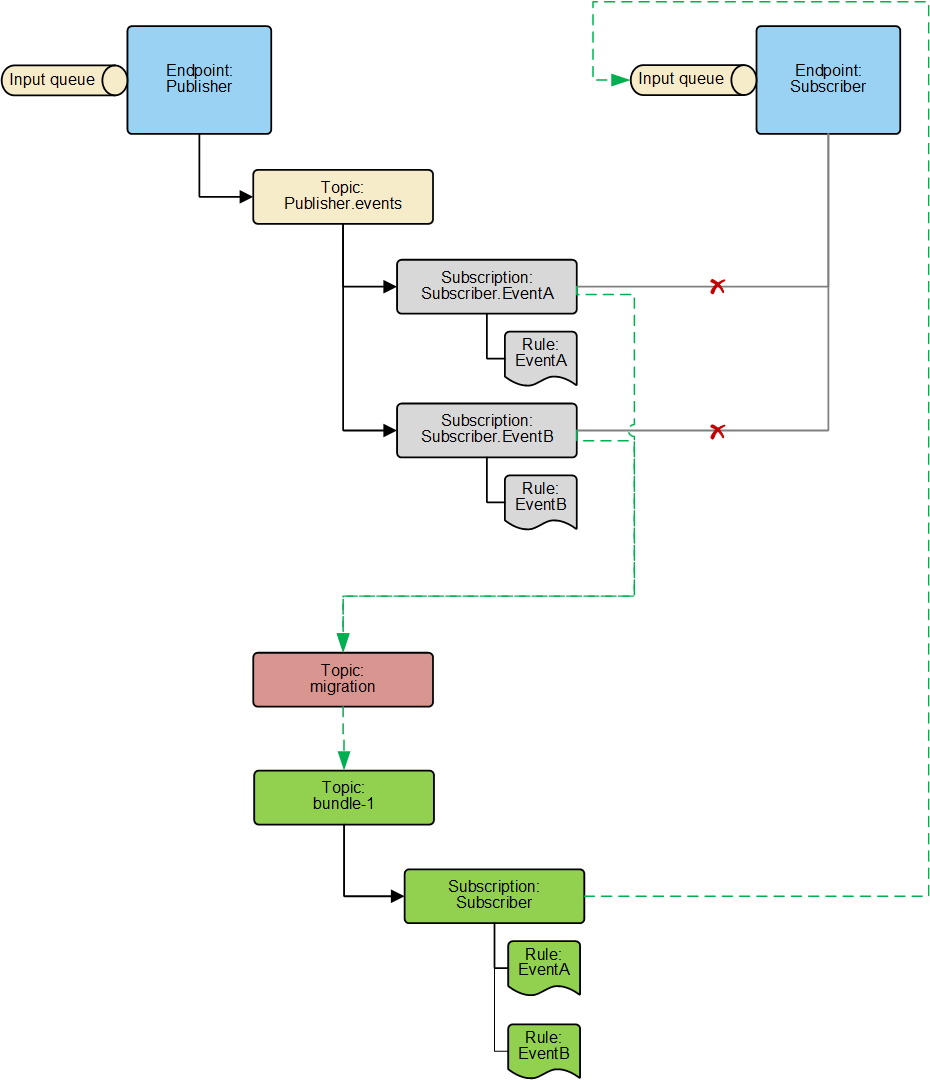 Input queue
Endpoint:
Publisher
Input queue
Endpoint:
Subscriber
Topic:
Publisher.events
Subscription:
Subscriber.EventA
Rule:
EventA
Subscription:
Subscriber.EventB
Rule:
EventB
Topic:
migration
Topic:
bundle-1
Subscription:
Subscriber
Rule:
EventA
Rule:
EventB